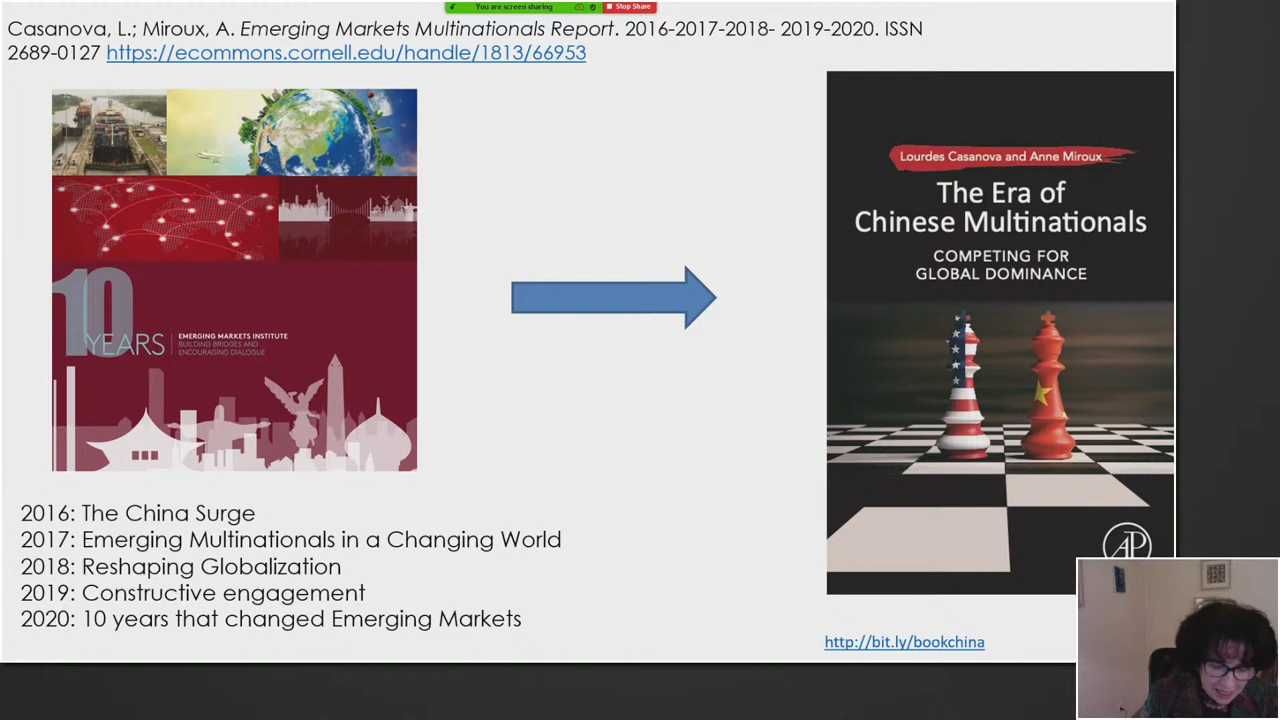 You are screen sharing
Stop Share
Casanova, L.; Miroux, A. Emerging Markets Multinationals Report. 2016-2017-2018- 2019-2020. ISSN
2689-0127 https://ecommons.cornell.edu/handle/1813/66953
10
YEARS
EMERGING MARKETS INSTITUTE
BUILDING BRIDGES AND
ENCOURAGING DIALOGUE
Lourdes Casanova and Anne Miroux
The Era of
Chinese Multinationals
COMPETING FOR
GLOBAL DOMINANCE
AP
2016: The China Surge
2017: Emerging Multinationals in a Changing World
2018: Reshaping Globalization
2019: Constructive engagement
2020: 10 years that changed Emerging Markets
http://bit.ly/bookchina